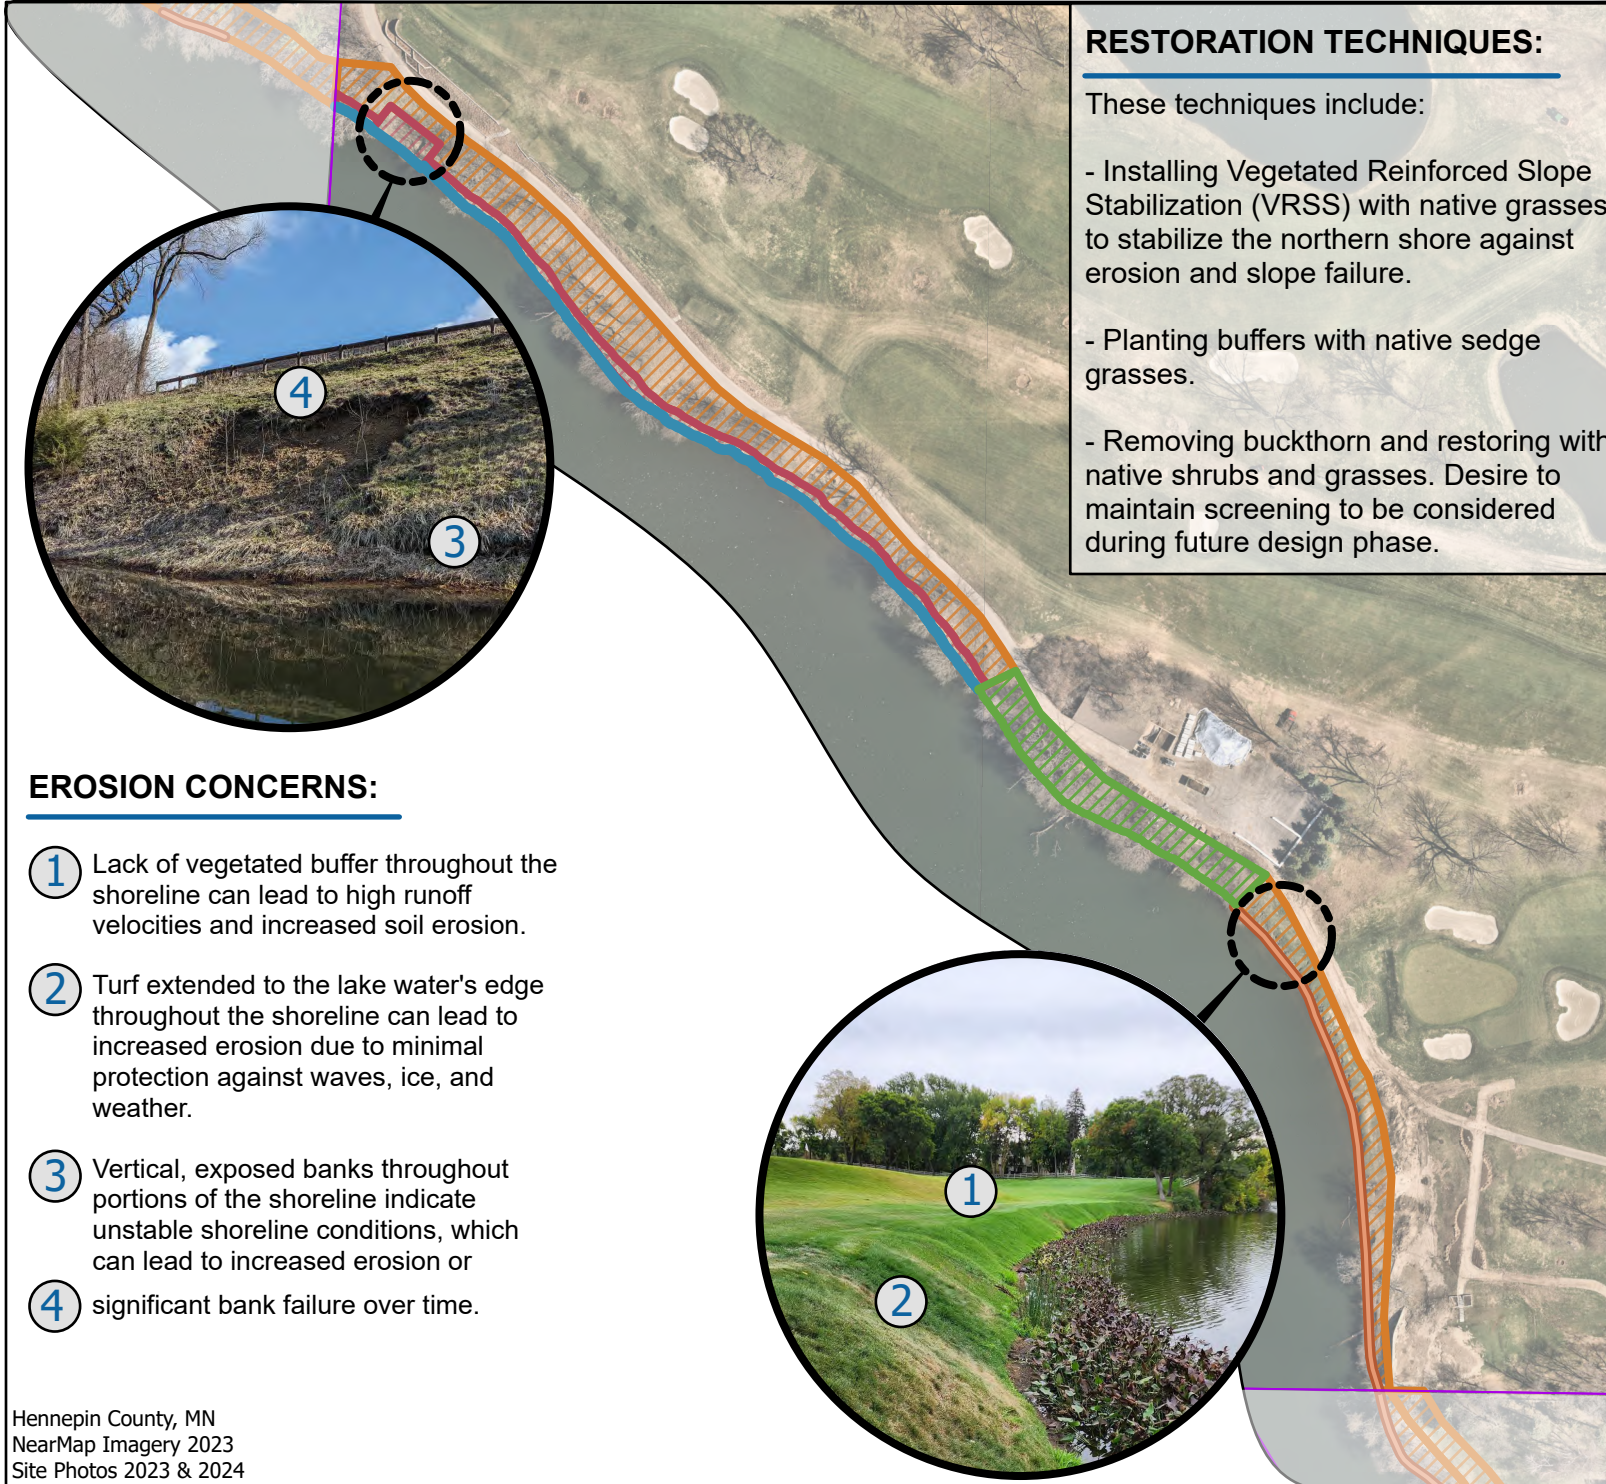 RESTORATION TECHNIQUES:
These techniques include:
- Installing Vegetated Reinforced Slope
Stabilization (VRSS) with native grasses
to stabilize the northern shore against
erosion and slope failure.
- Planting buffers with native sedge
grasses.
- Removing buckthorn and restoring with
native shrubs and grasses. Desire to
maintain screening to be considered
during future design phase.
4
3
EROSION CONCERNS:
1 Lack of vegetated buffer throughout the
shoreline can lead to high runoff
velocities and increased soil erosion.
2 Turf extended to the lake water's edge
throughout the shoreline can lead to
increased erosion due to minimal
protection against waves, ice, and
weather.
3 Vertical, exposed banks throughout
portions of the shoreline indicate
unstable shoreline conditions, which
can lead to increased erosion or
4 significant bank failure over time.
1
2
Hennepin County, MN
NearMap Imagery 2023
Site Photos 2023 & 2024